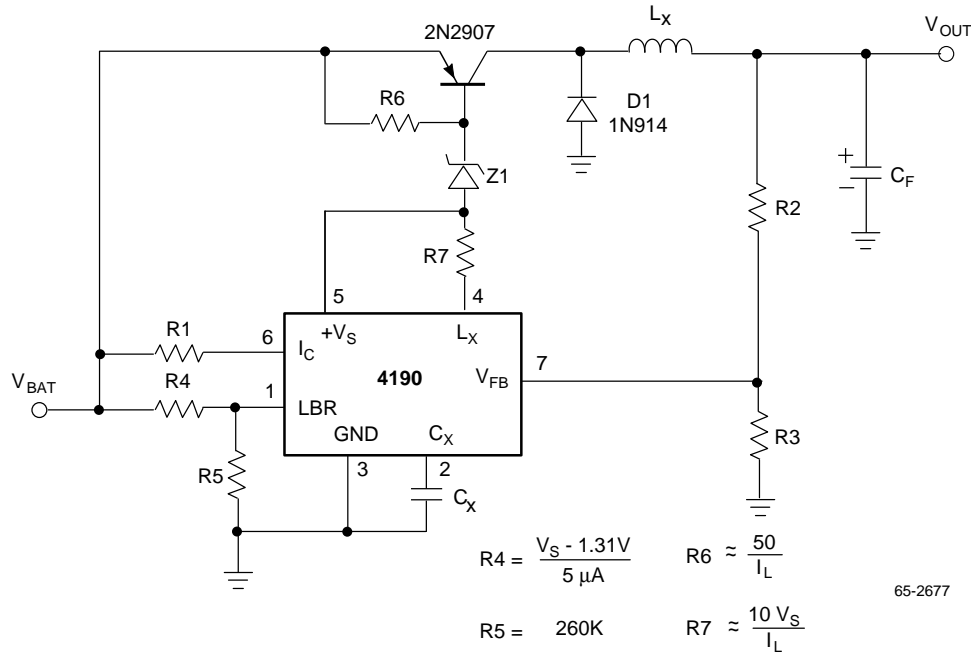 2N2907
L_X
V_OUT
R6
D1
1N914
Z1
+
−
C_F
R2
R7
5
4
R1
6
+V_S
L_X
I_C
7
4190
V_FB
V_BAT
R4
1
LBR
GND
C_X
R3
R5
3
2
C_X
R4 = V_S - 1.31V / 5 μA
R6 ≈ 50 / I_L
65-2677
R5 = 260K
R7 ≈ 10 V_S / I_L